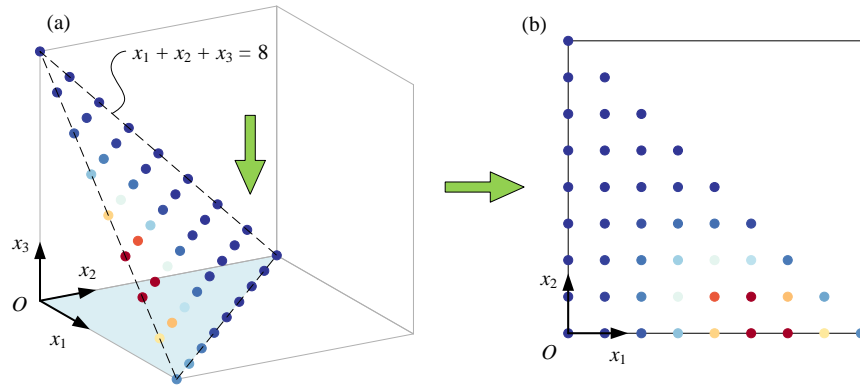 (a)
x₁ + x₂ + x₃ = 8
x₃
x₂
O
x₁
(b)
x₂
O
x₁